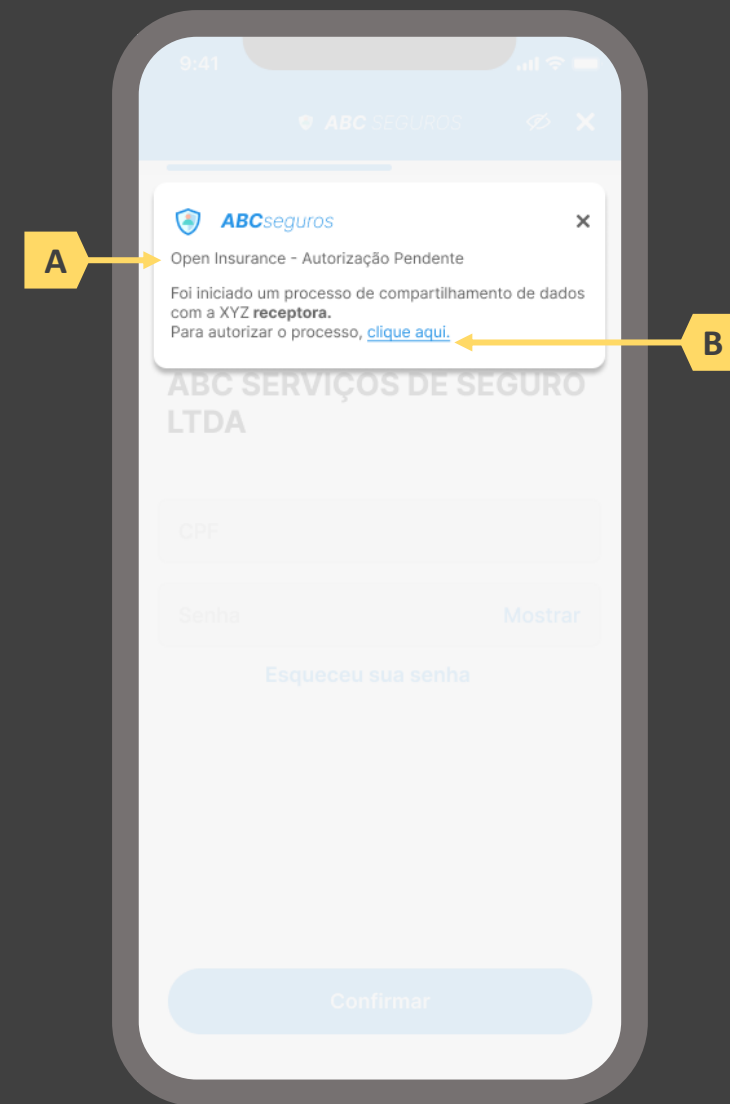 9:41
ABC SEGUROS
ABCseguros
A
Open Insurance - Autorização Pendente
Foi iniciado um processo de compartilhamento de dados
com a XYZ receptora.
Para autorizar o processo, clique aqui.
B
ABC SERVIÇOS DE SEGURO
LTDA
CPF
Senha Mostrar
Esqueceu sua senha
Confirmar